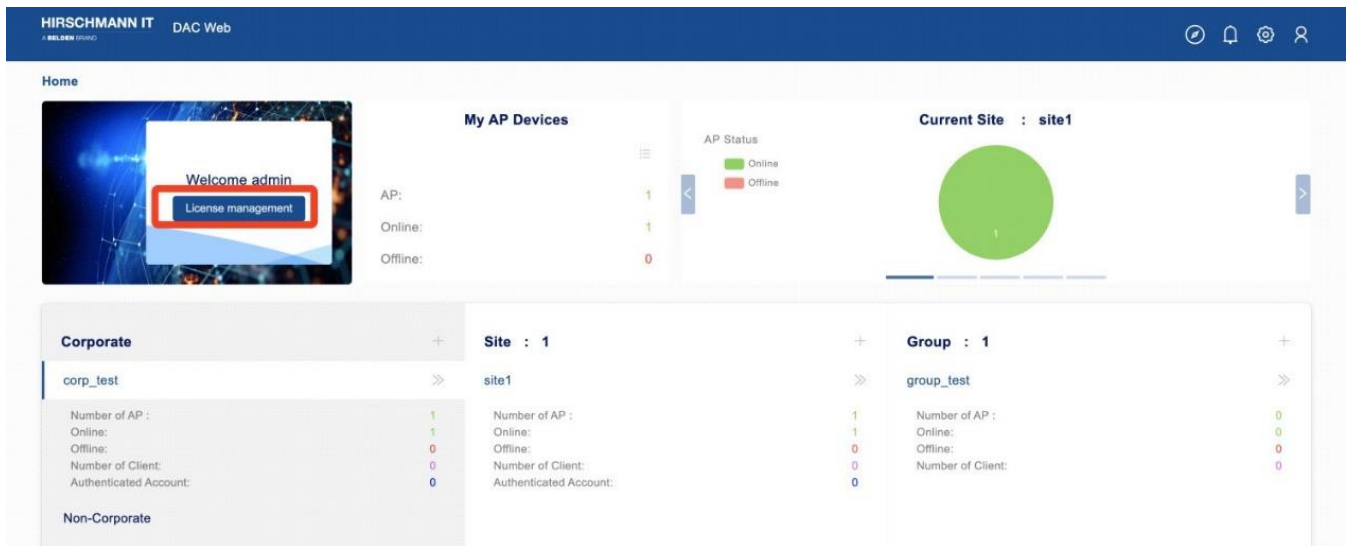 HIRSCHMANN IT
A BELDEN BRAND
DAC Web
Home
Welcome admin
License management
My AP Devices
AP: 1
Online: 1
Offline: 0
Current Site : site1
AP Status
Online
Offline
1
Corporate
corp_test
Number of AP : 1
Online: 1
Offline: 0
Number of Client: 0
Authenticated Account: 0
Non-Corporate
Site : 1
site1
Number of AP : 1
Online: 1
Offline: 0
Number of Client: 0
Authenticated Account: 0
Group : 1
group_test
Number of AP : 0
Online: 0
Offline: 0
Number of Client: 0